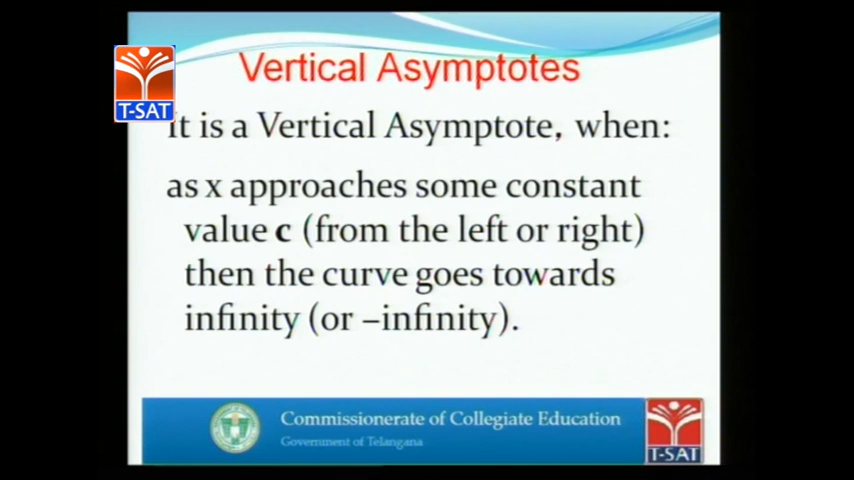 Vertical Asymptotes
T-SAT
It is a Vertical Asymptote, when:
as x approaches some constant
value c (from the left or right)
then the curve goes towards
infinity (or –infinity).
Commissionerate of Collegiate Education
Government of Telangana
T-SAT